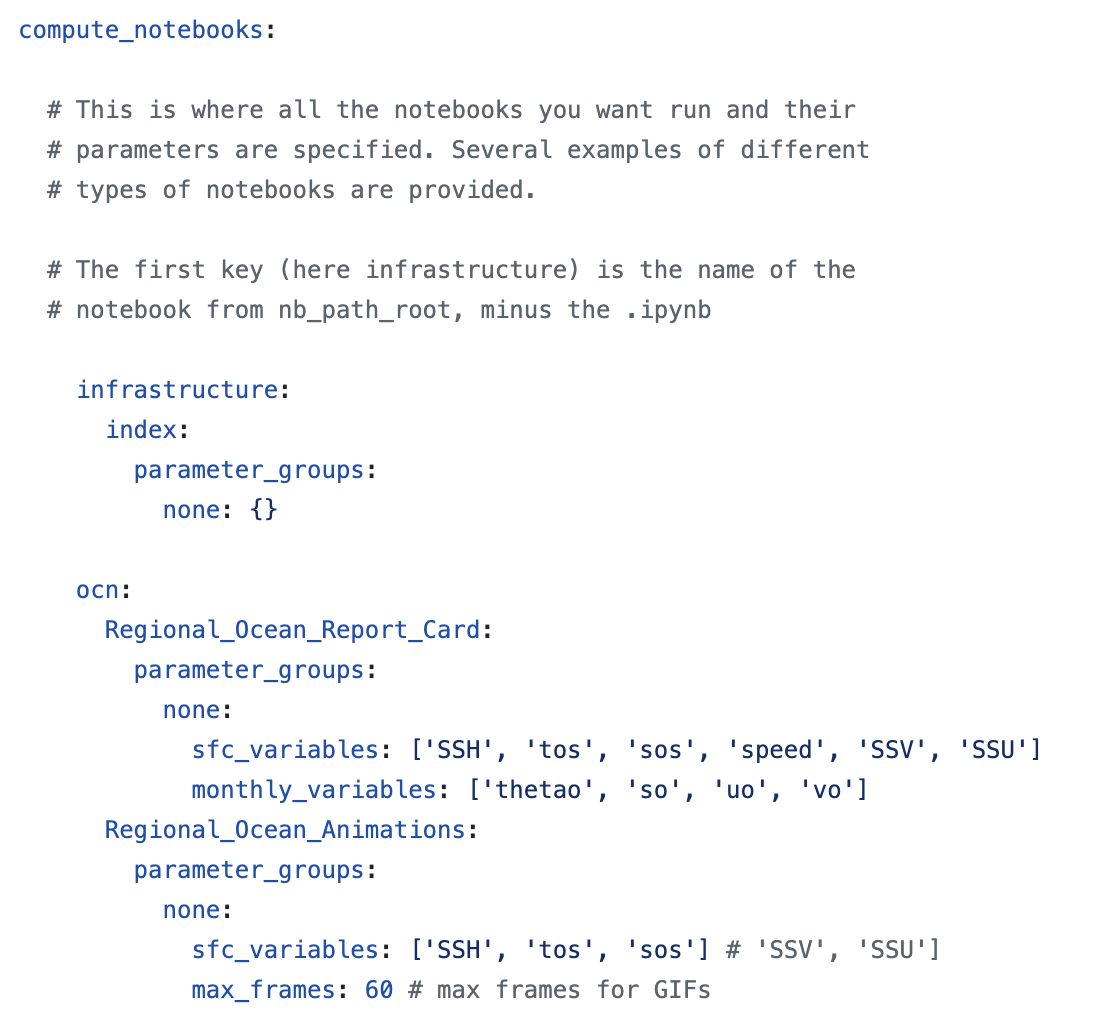 compute_notebooks:

  # This is where all the notebooks you want run and their
  # parameters are specified. Several examples of different
  # types of notebooks are provided.

  # The first key (here infrastructure) is the name of the
  # notebook from nb_path_root, minus the .ipynb

    infrastructure:
      index:
        parameter_groups:
          none: {}

    ocn:
      Regional_Ocean_Report_Card:
        parameter_groups:
          none:
            sfc_variables: ['SSH', 'tos', 'sos', 'speed', 'SSV', 'SSU']
            monthly_variables: ['thetao', 'so', 'uo', 'vo']
      Regional_Ocean_Animations:
        parameter_groups:
          none:
            sfc_variables: ['SSH', 'tos', 'sos'] # 'SSV', 'SSU']
            max_frames: 60 # max frames for GIFs